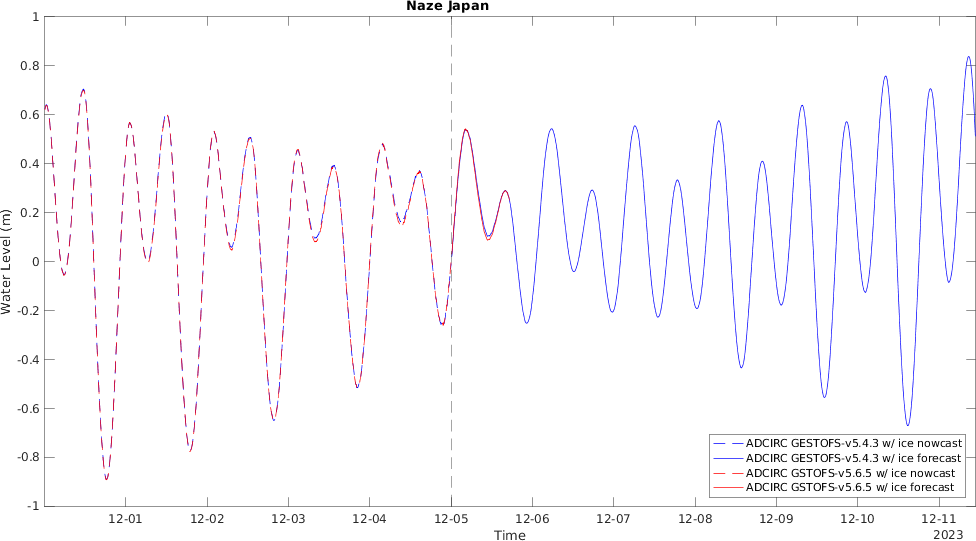 Naze Japan
Water Level (m)
1
0.8
0.6
0.4
0.2
0
-0.2
-0.4
-0.6
-0.8
-1
12-01 12-02 12-03 12-04 12-05 12-06 12-07 12-08 12-09 12-10 12-11
Time
2023
ADCIRC GESTOFS-v5.4.3 w/ ice nowcast
ADCIRC GESTOFS-v5.4.3 w/ ice forecast
ADCIRC GSTOFS-v5.6.5 w/ ice nowcast
ADCIRC GSTOFS-v5.6.5 w/ ice forecast